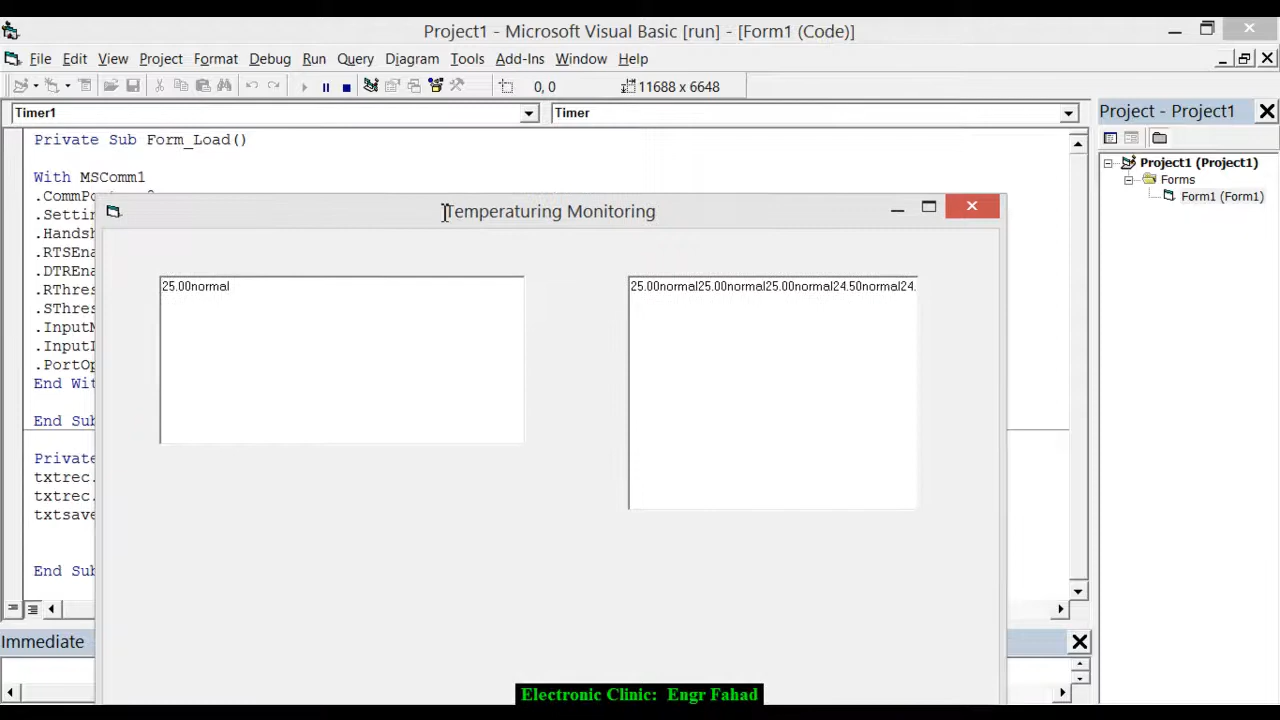 Project1 - Microsoft Visual Basic [run] - [Form1 (Code)]
File Edit View Project Format Debug Run Query Diagram Tools Add-Ins Window Help
0, 0 11688 x 6648
Timer1 Timer
Project - Project1
Private Sub Form_Load()
With MSComm1
.CommPo
.Settin
.Handsh
.RTSEna
.DTREna
.RThres
.SThres
.InputM
.InputL
.PortOp
End Wit
End Sub
Private
txtrec.
txtrec.
txtsave
End Sub
Temperaturing Monitoring
25.00normal
25.00normal25.00normal25.00normal24.50normal24.
Project1 (Project1)
Forms
Form1 (Form1)
Immediate
Electronic Clinic: Engr Fahad